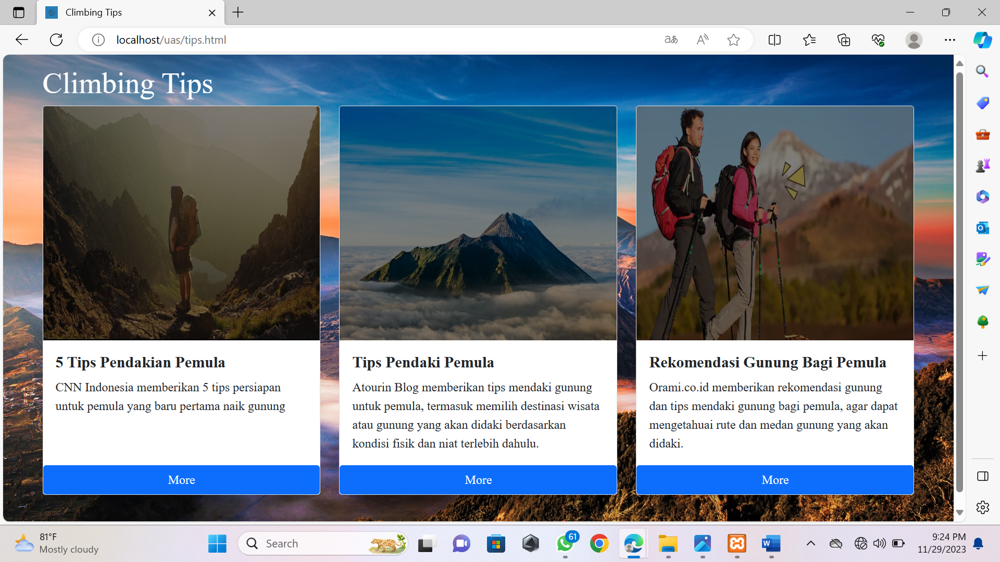 Climbing Tips
localhost/uas/tips.html
Climbing Tips
5 Tips Pendakian Pemula
CNN Indonesia memberikan 5 tips persiapan
untuk pemula yang baru pertama naik gunung
More
Tips Pendaki Pemula
Atourin Blog memberikan tips mendaki gunung
untuk pemula, termasuk memilih destinasi wisata
atau gunung yang akan didaki berdasarkan
kondisi fisik dan niat terlebih dahulu.
More
Rekomendasi Gunung Bagi Pemula
Orami.co.id memberikan rekomendasi gunung
dan tips mendaki gunung bagi pemula, agar dapat
mengetahuai rute dan medan gunung yang akan
didaki.
More
81°F
Mostly cloudy
Search
61
9:24 PM
11/29/2023